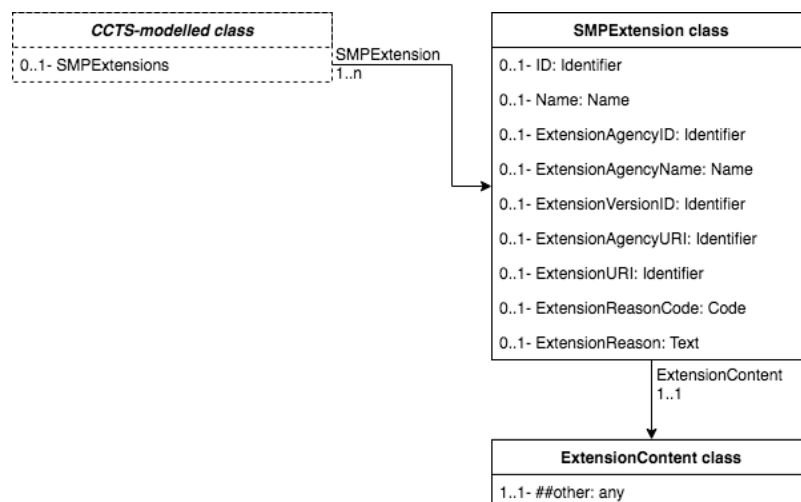 CCTS-modelled class
0..1- SMPExtensions
SMPExtension
1..n
SMPExtension class
0..1- ID: Identifier
0..1- Name: Name
0..1- ExtensionAgencyID: Identifier
0..1- ExtensionAgencyName: Name
0..1- ExtensionVersionID: Identifier
0..1- ExtensionAgencyURI: Identifier
0..1- ExtensionURI: Identifier
0..1- ExtensionReasonCode: Code
0..1- ExtensionReason: Text
ExtensionContent
1..1
ExtensionContent class
1..1- ##other: any